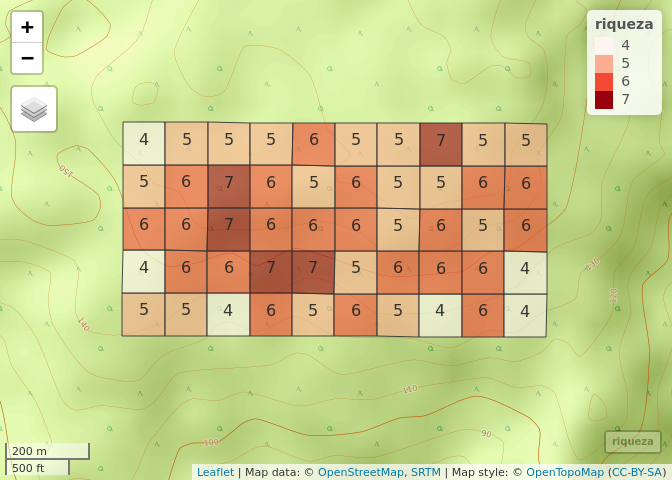 +
−
riqueza
4
5
6
7
4 5 5 5 6 5 5 7 5 5
5 6 7 6 5 6 5 5 6 6
6 6 7 6 6 6 5 6 5 6
4 6 6 7 7 5 6 6 6 4
5 5 4 6 5 6 5 4 6 4
150
130
120
140
110
90
100
200 m
500 ft
riqueza
Leaflet | Map data: © OpenStreetMap, SRTM | Map style: © OpenTopoMap (CC-BY-SA)